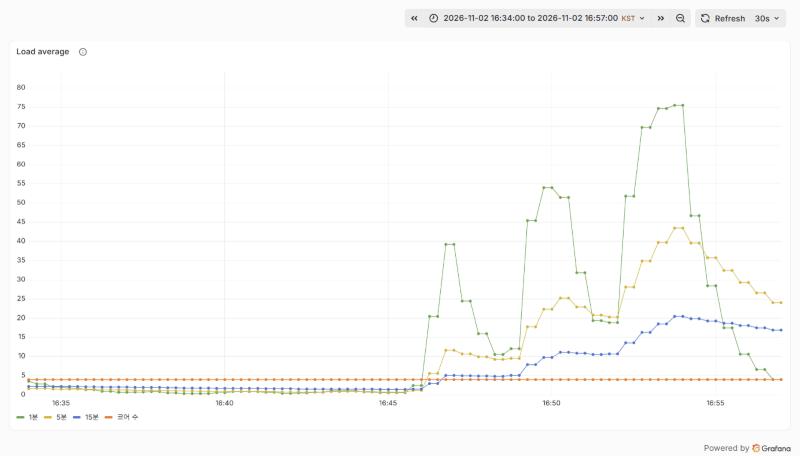 2026-11-02 16:34:00 to 2026-11-02 16:57:00 KST
Refresh 30s
Load average
80
75
70
65
60
55
50
45
40
35
30
25
20
15
10
5
0
16:35 16:40 16:45 16:50 16:55
1분 5분 15분 코어 수
Powered by Grafana